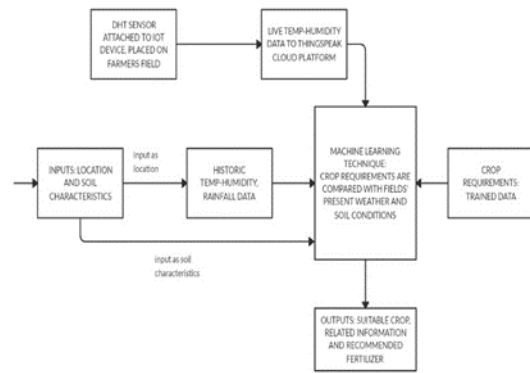 DHT SENSOR
ATTACHED TO IOT
DEVICE, PLACED ON
FARMERS FIELD
LIVE TEMP-HUMIDITY
DATA TO THINGSPEAK
CLOUD PLATFORM
INPUTS: LOCATION
AND SOIL
CHARACTERISTICS
input as
location
HISTORIC
TEMP-HUMIDITY,
RAINFALL DATA
MACHINE LEARNING
TECHNIQUE:
CROP REQUIREMENTS ARE
COMPARED WITH FIELDS'
PRESENT WEATHER AND
SOIL CONDITIONS
CROP
REQUIREMENTS:
TRAINED DATA
input as soil
characteristics
OUTPUTS: SUITABLE CROP,
RELATED INFORMATION
AND RECOMMENDED
FERTILIZER